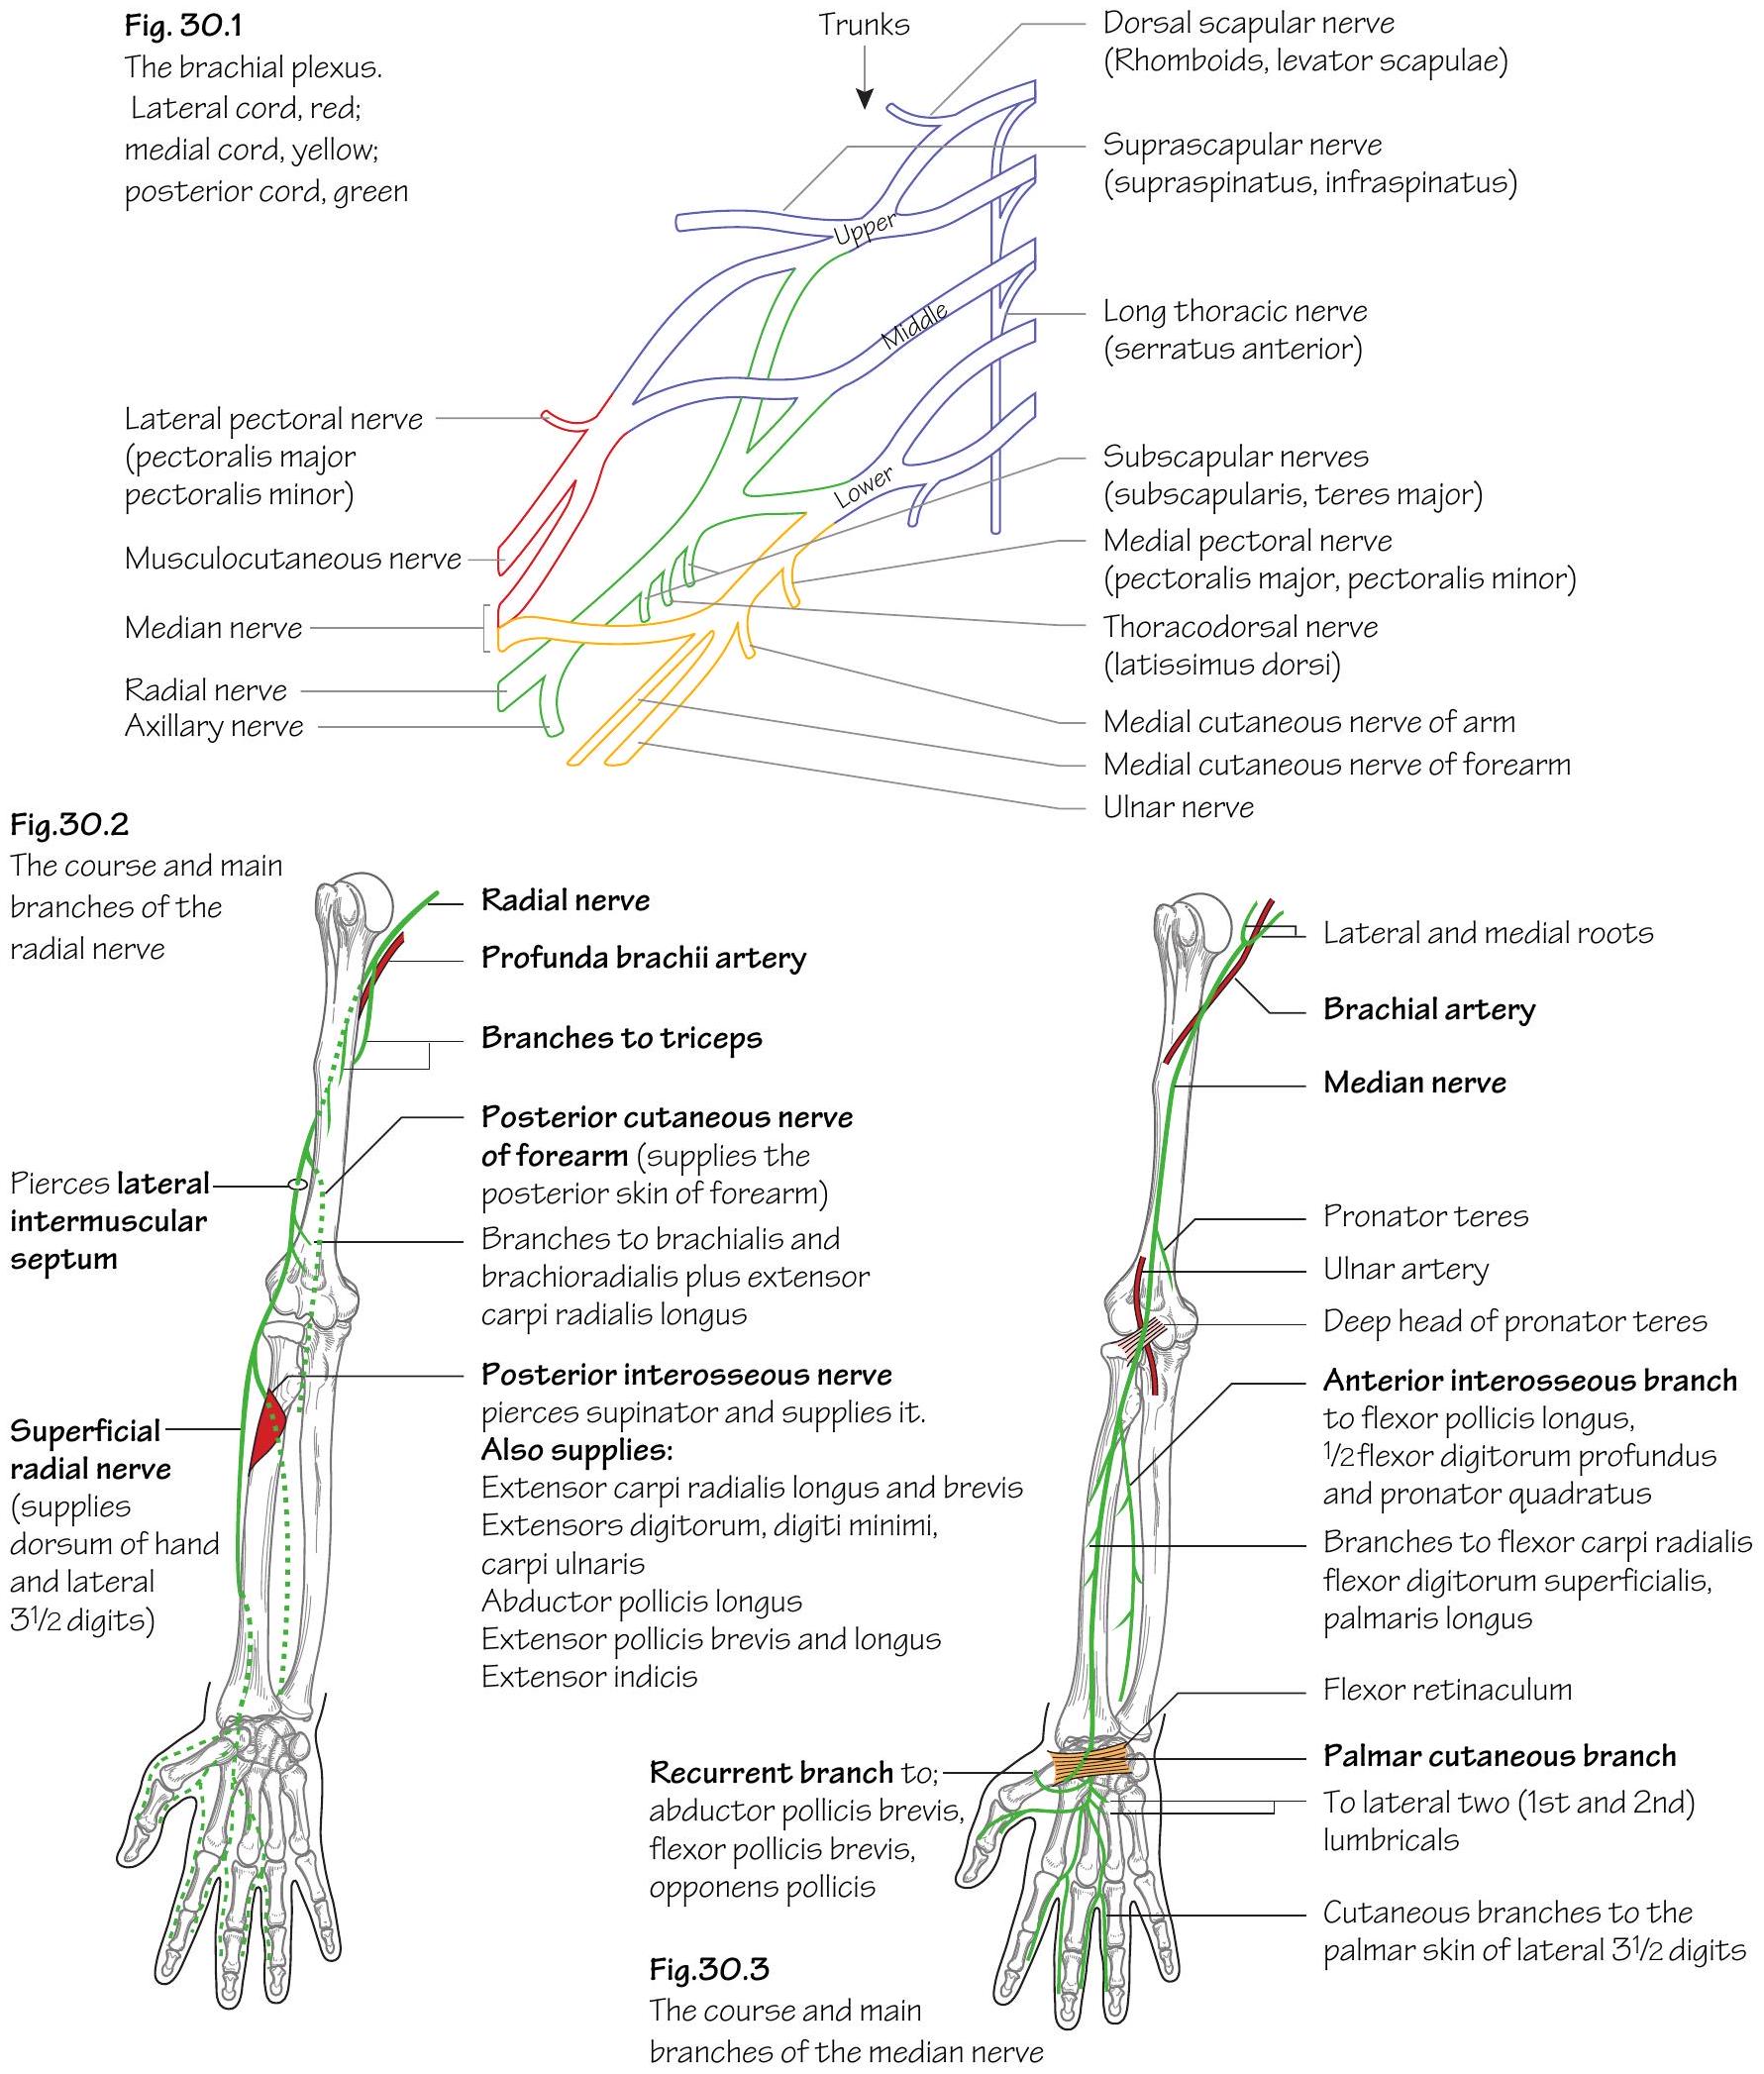 Fig. 30.1
The brachial plexus.
Lateral cord, red;
medial cord, yellow;
posterior cord, green
Trunks
Upper
Middle
Lower
Dorsal scapular nerve
(Rhomboids, levator scapulae)
Suprascapular nerve
(supraspinatus, infraspinatus)
Long thoracic nerve
(serratus anterior)
Subscapular nerves
(subscapularis, teres major)
Medial pectoral nerve
(pectoralis major, pectoralis minor)
Thoracodorsal nerve
(latissimus dorsi)
Medial cutaneous nerve of arm
Medial cutaneous nerve of forearm
Ulnar nerve
Lateral pectoral nerve
(pectoralis major
pectoralis minor)
Musculocutaneous nerve
Median nerve
Radial nerve
Axillary nerve
Fig.30.2
The course and main
branches of the
radial nerve
Radial nerve
Profunda brachii artery
Branches to triceps
Posterior cutaneous nerve
of forearm (supplies the
posterior skin of forearm)
Branches to brachialis and
brachioradialis plus extensor
carpi radialis longus
Posterior interosseous nerve
pierces supinator and supplies it.
Also supplies:
Extensor carpi radialis longus and brevis
Extensors digitorum, digiti minimi,
carpi ulnaris
Abductor pollicis longus
Extensor pollicis brevis and longus
Extensor indicis
Pierces lateral
intermuscular
septum
Superficial
radial nerve
(supplies
dorsum of hand
and lateral
31/2 digits)
Lateral and medial roots
Brachial artery
Median nerve
Pronator teres
Ulnar artery
Deep head of pronator teres
Anterior interosseous branch
to flexor pollicis longus,
1/2 flexor digitorum profundus
and pronator quadratus
Branches to flexor carpi radialis
flexor digitorum superficialis,
palmaris longus
Flexor retinaculum
Palmar cutaneous branch
To lateral two (1st and 2nd)
lumbricals
Cutaneous branches to the
palmar skin of lateral 31/2 digits
Recurrent branch to;
abductor pollicis brevis,
flexor pollicis brevis,
opponens pollicis
Fig.30.3
The course and main
branches of the median nerve